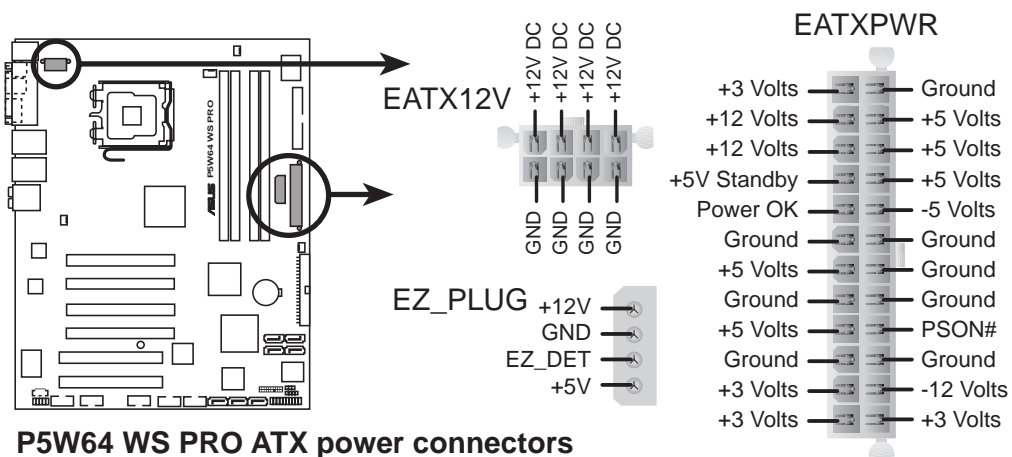 EATXPWR
+12V DC
+12V DC
+12V DC
+12V DC
EATX12V
GND
GND
GND
GND
ASUS P5W64 WS PRO
EZ_PLUG
+12V
GND
EZ_DET
+5V
+3 Volts Ground
+12 Volts +5 Volts
+12 Volts +5 Volts
+5V Standby +5 Volts
Power OK -5 Volts
Ground Ground
+5 Volts Ground
Ground Ground
+5 Volts PSON#
Ground Ground
+3 Volts -12 Volts
+3 Volts +3 Volts
P5W64 WS PRO ATX power connectors